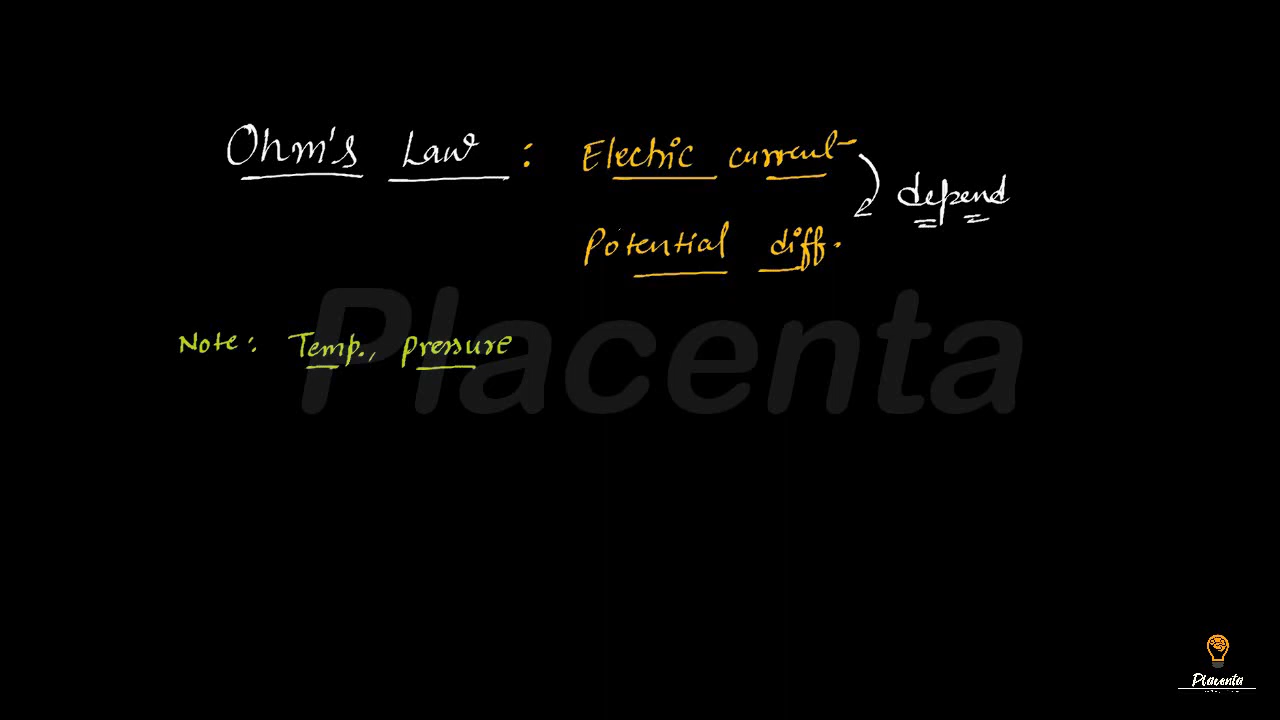 Ohm's Law : Electric current
depend
Potential diff.
Note: Temp., Pressure
Placenta
Placenta